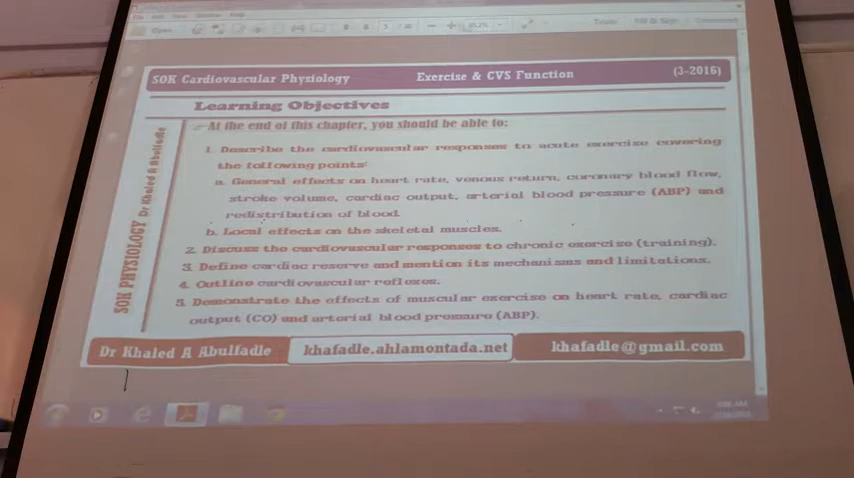 Open
SOK Cardiovascular Physiology Exercise & CVS Function (3-2016)
Learning Objectives
At the end of this chapter, you should be able to:
1. Describe the cardiovascular responses to acute exercise covering
the following points:
a. General effects on heart rate, venous return, coronary blood flow,
stroke volume, cardiac output, arterial blood pressure (ABP) and
redistribution of blood.
b. Local effects on the skeletal muscles.
2. Discuss the cardiovascular responses to chronic exercise (training).
3. Define cardiac reserve and mention its mechanisms and limitations.
4. Outline cardiovascular reflexes.
5. Demonstrate the effects of muscular exercise on heart rate, cardiac
output (CO) and arterial blood pressure (ABP).
SOK PHYSIOLOGY Dr Khaled A Abulfadle
Dr Khaled A Abulfadle khafadle.ahlamontada.net khafadle@gmail.com